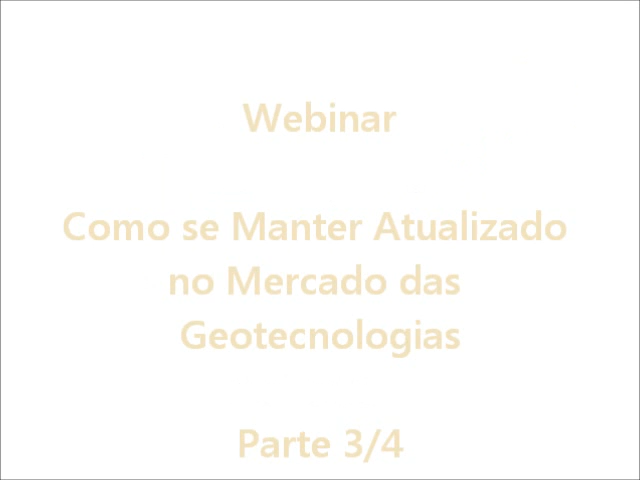 Webinar
Como se Manter Atualizado
no Mercado das
Geotecnologias
Parte 3/4